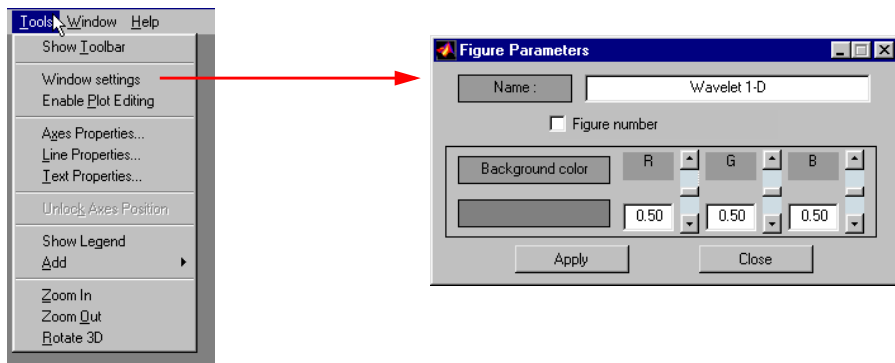 Tools Window Help
Show Toolbar
Window settings
Enable Plot Editing
Axes Properties...
Line Properties...
Text Properties...
Unlock Axes Position
Show Legend
Add
Zoom In
Zoom Out
Rotate 3D
Figure Parameters
Name : Wavelet 1-D
Figure number
Background color R G B
0.50 0.50 0.50
Apply Close